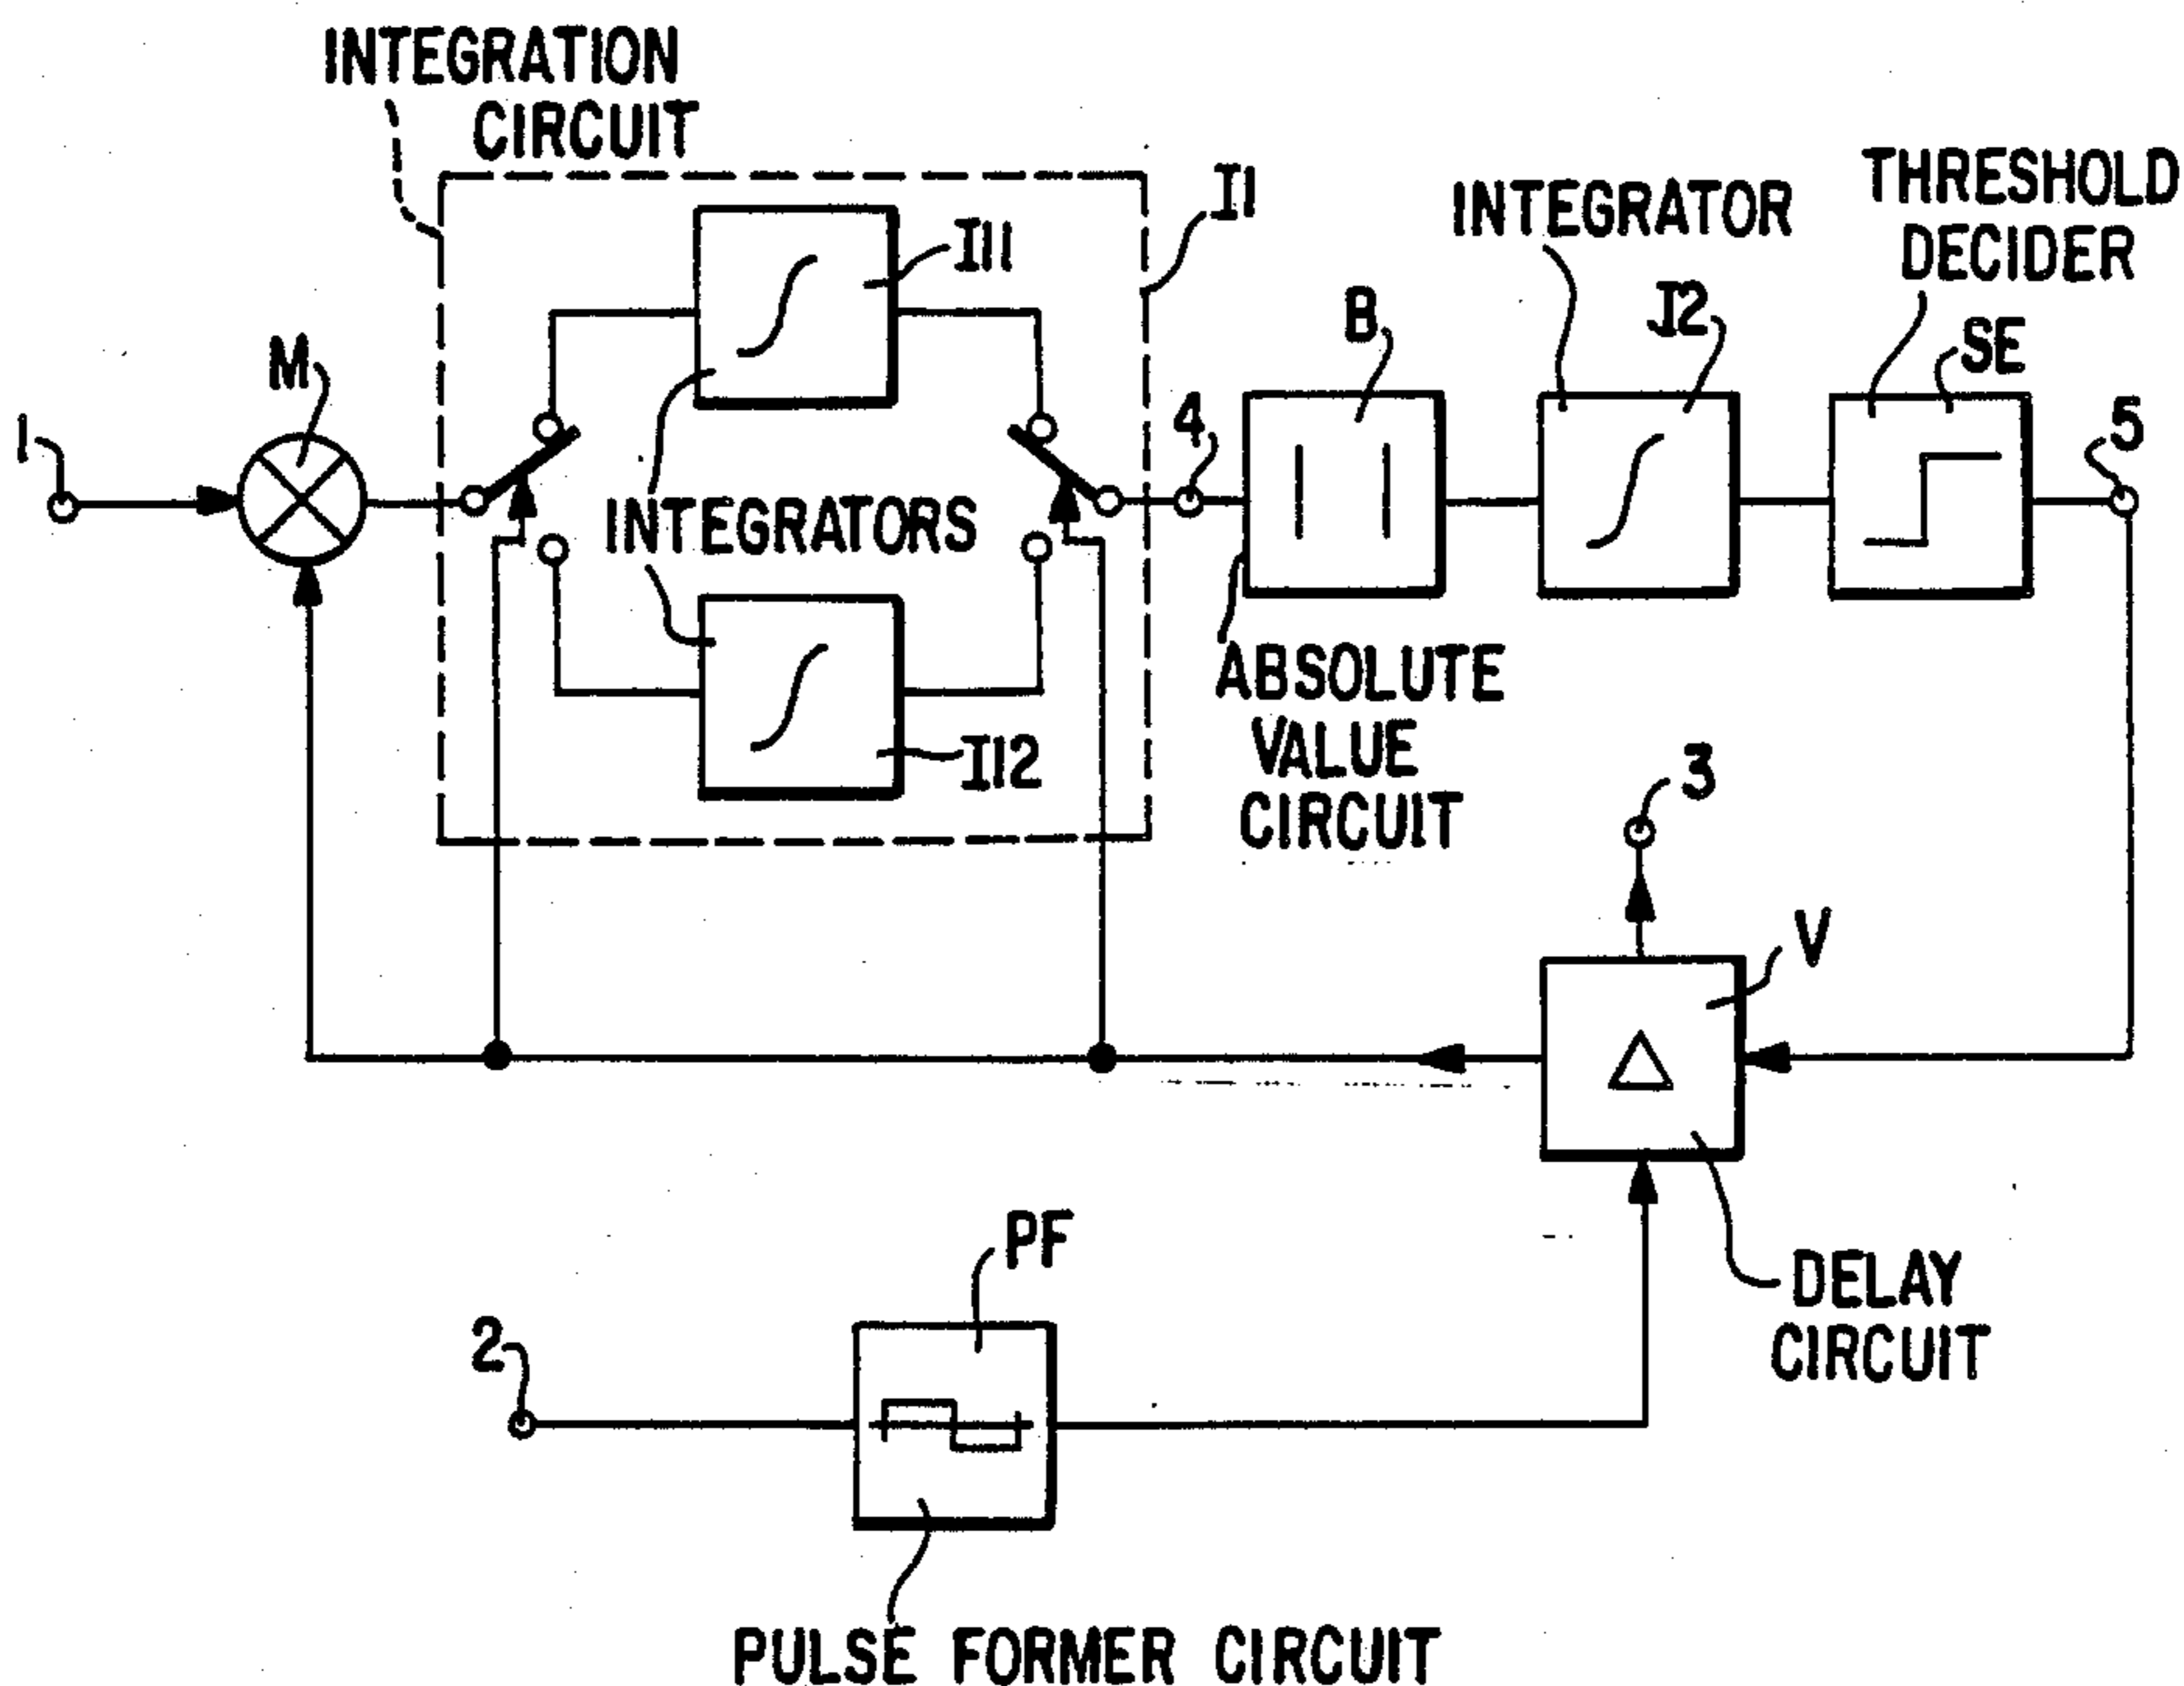 INTEGRATION
CIRCUIT
I1
I11
INTEGRATOR
THRESHOLD
DECIDER
M
B
I2
SE
1
4
5
INTEGRATORS
ABSOLUTE
VALUE
CIRCUIT
I12
3
V
PF
DELAY
CIRCUIT
2
PULSE FORMER CIRCUIT